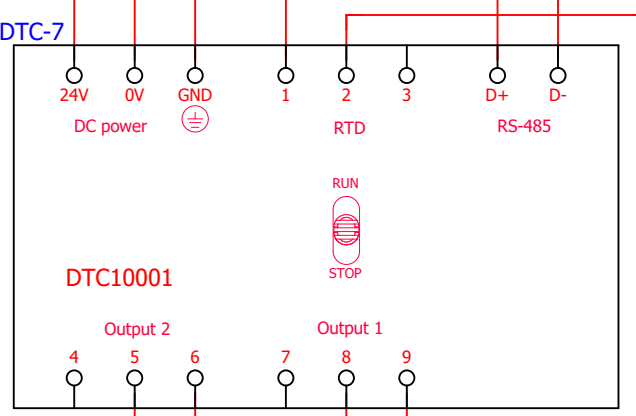 DTC-7
24V 0V GND 1 2 3 D+ D-
DC power RTD RS-485
RUN
STOP
DTC10001
Output 2 Output 1
4 5 6 7 8 9